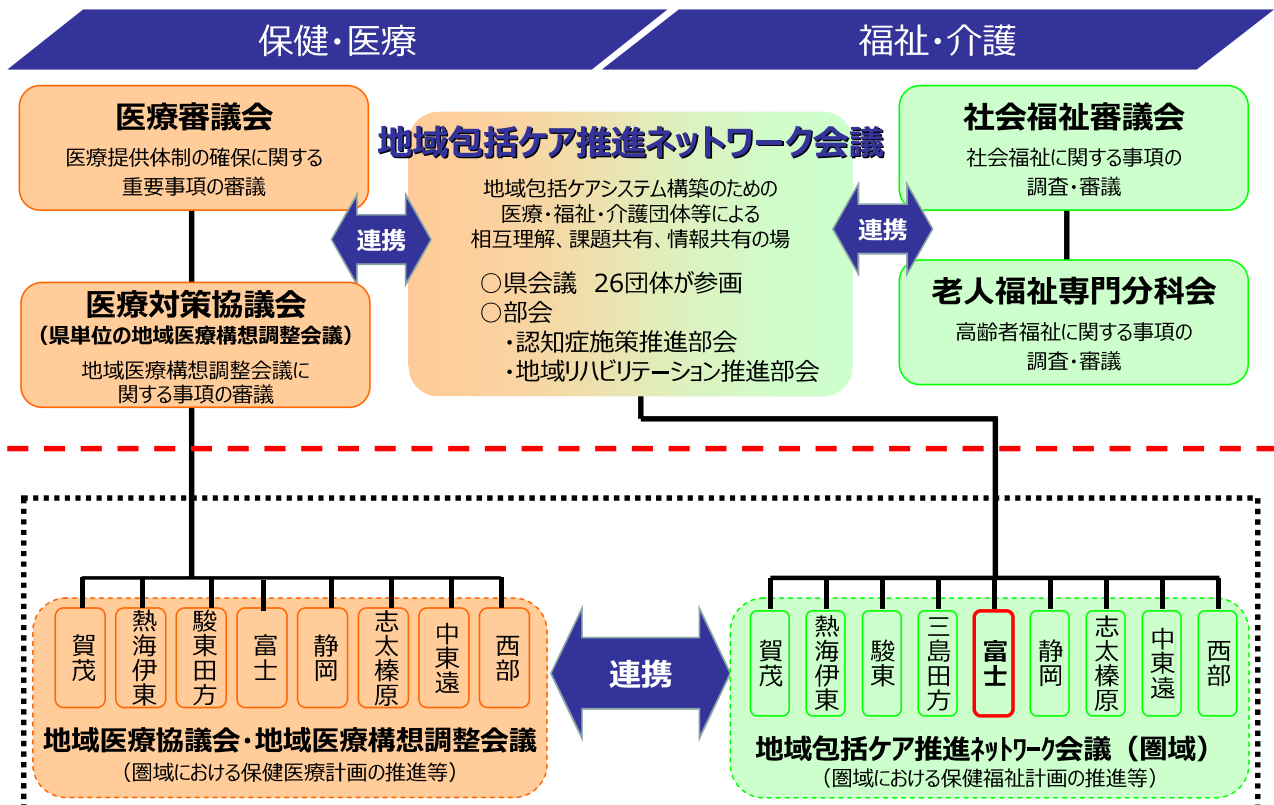 保健・医療
福祉・介護
医療審議会
医療提供体制の確保に関する
重要事項の審議
医療対策協議会
（県単位の地域医療構想調整会議）
地域医療構想調整会議に
関する事項の審議
連携
地域包括ケア推進ネットワーク会議
地域包括ケアシステム構築のための
医療・福祉・介護団体等による
相互理解、課題共有、情報共有の場
○県会議 26団体が参画
○部会
・認知症施策推進部会
・地域リハビリテーション推進部会
連携
社会福祉審議会
社会福祉に関する事項の
調査・審議
老人福祉専門分科会
高齢者福祉に関する事項の
調査・審議
賀茂
熱海伊東
駿東田方
富士
静岡
志太榛原
中東遠
西部
地域医療協議会・地域医療構想調整会議
（圏域における保健医療計画の推進等）
連携
賀茂
熱海伊東
駿東
三島田方
富士
静岡
志太榛原
中東遠
西部
地域包括ケア推進ネットワーク会議（圏域）
（圏域における保健福祉計画の推進等）